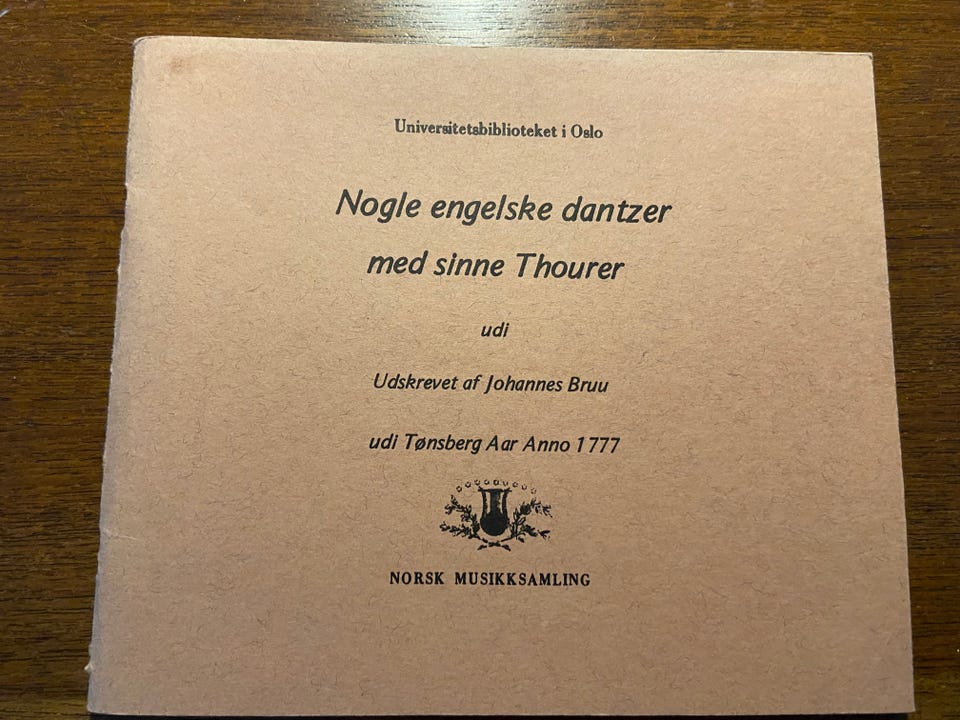 Universitetsbiblioteket i Oslo
Nogle engelske dantzer
med sinne Thourer
udi
Udskrevet af Johannes Bruu
udi Tønsberg Aar Anno 1777
NORSK MUSIKKSAMLING